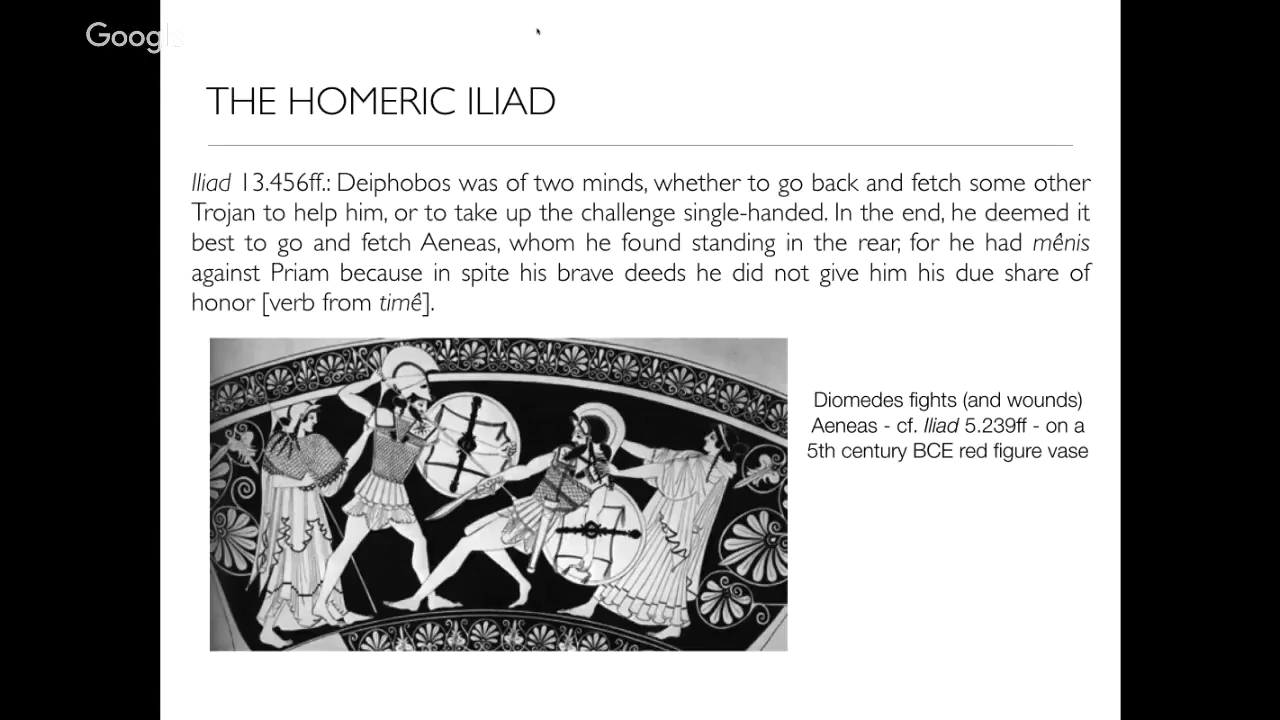 Google
THE HOMERIC ILIAD
Iliad 13.456ff.: Deiphobos was of two minds, whether to go back and fetch some other
Trojan to help him, or to take up the challenge single-handed. In the end, he deemed it
best to go and fetch Aeneas, whom he found standing in the rear, for he had mênis
against Priam because in spite his brave deeds he did not give him his due share of
honor [verb from timê].
Diomedes fights (and wounds)
Aeneas - cf. Iliad 5.239ff - on a
5th century BCE red figure vase